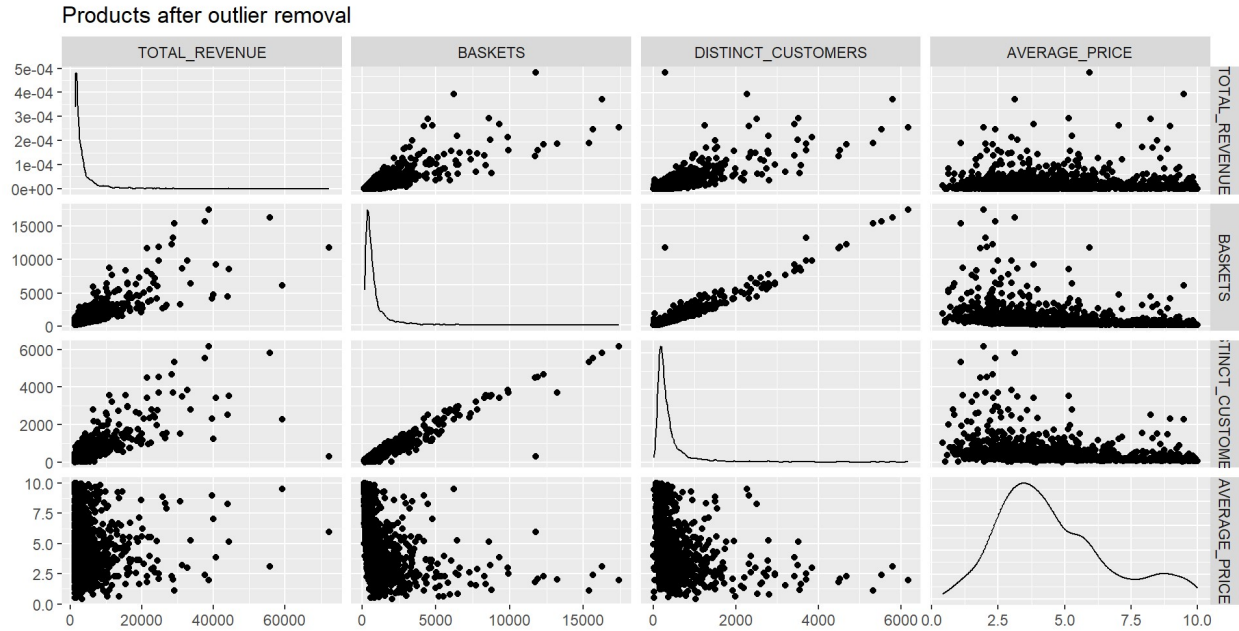 Products after outlier removal
TOTAL_REVENUE BASKETS DISTINCT_CUSTOMERS AVERAGE_PRICE
5e-04
4e-04
3e-04
2e-04
1e-04
0e+00
TOTAL_REVENUE
15000
10000
5000
0
BASKETS
6000
4000
2000
0
TINCT_CUSTOME
10.0
7.5
5.0
2.5
0.0
AVERAGE_PRICE
0 20000 40000 60000 0 5000 10000 15000 0 2000 4000 6000 0.0 2.5 5.0 7.5 10.0